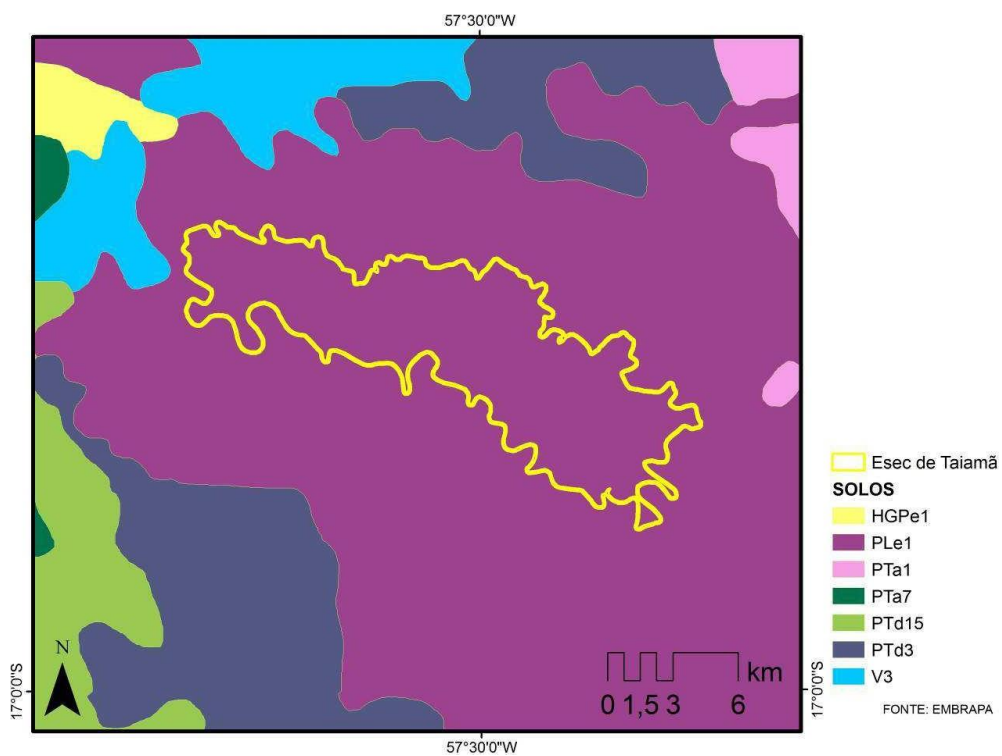 57°30'0"W
Esec de Taiamã
SOLOS
HGPe1
PLe1
PTa1
PTa7
PTd15
PTd3
V3
FONTE: EMBRAPA
N
km
0 1,5 3 6
17°0'0"S
17°0'0"S
57°30'0"W